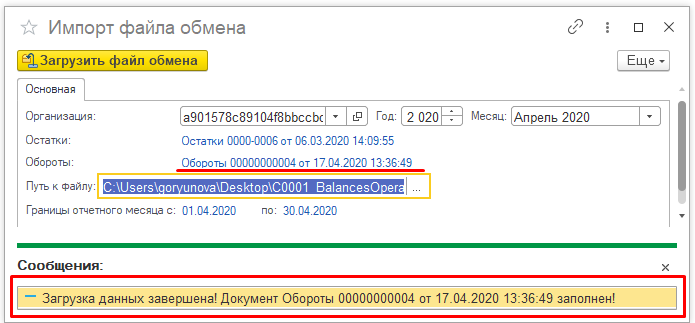 Импорт файла обмена
Загрузить файл обмена
Еще
Основная
Организация: a901578c89104f8bbccbc Год: 2 020 Месяц: Апрель 2020
Остатки: Остатки 0000-0006 от 06.03.2020 14:09:55
Обороты: Обороты 00000000004 от 17.04.2020 13:36:49
Путь к файлу: C:\Users\goryunova\Desktop\C0001_BalancesOpera ...
Границы отчетного месяца с: 01.04.2020 по: 30.04.2020
Сообщения:
Загрузка данных завершена! Документ Обороты 00000000004 от 17.04.2020 13:36:49 заполнен!